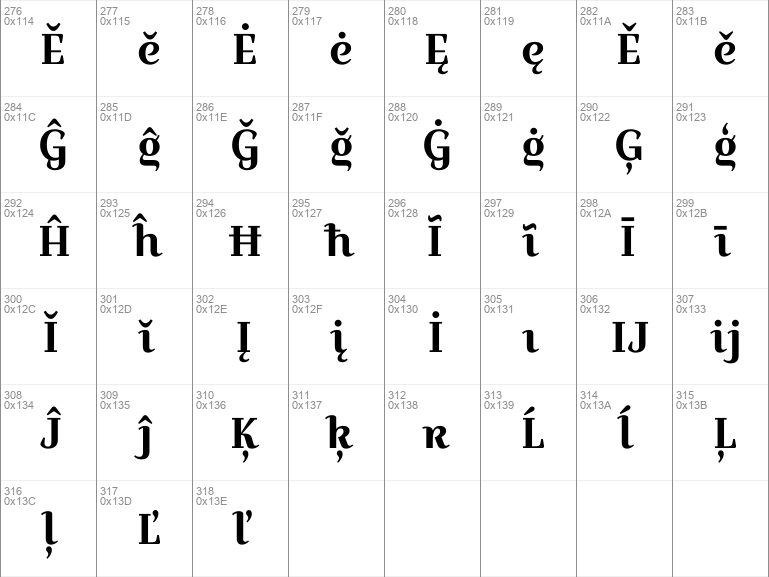 276 277 278 279 280 281 282 283
0x114 0x115 0x116 0x117 0x118 0x119 0x11A 0x11B
Ĕ ĕ Ė ė Ę ę Ě ě
284 285 286 287 288 289 290 291
0x11C 0x11D 0x11E 0x11F 0x120 0x121 0x122 0x123
Ĝ ĝ Ğ ğ Ġ ġ Ģ ģ
292 293 294 295 296 297 298 299
0x124 0x125 0x126 0x127 0x128 0x129 0x12A 0x12B
Ĥ ĥ Ħ ħ Ĩ ĩ Ī ī
300 301 302 303 304 305 306 307
0x12C 0x12D 0x12E 0x12F 0x130 0x131 0x132 0x133
Ĭ ĭ Į į İ ı IJ ij
308 309 310 311 312 313 314 315
0x134 0x135 0x136 0x137 0x138 0x139 0x13A 0x13B
Ĵ ĵ Ķ ķ ĸ Ĺ ĺ Ļ
316 317 318
0x13C 0x13D 0x13E
ļ Ľ ľ